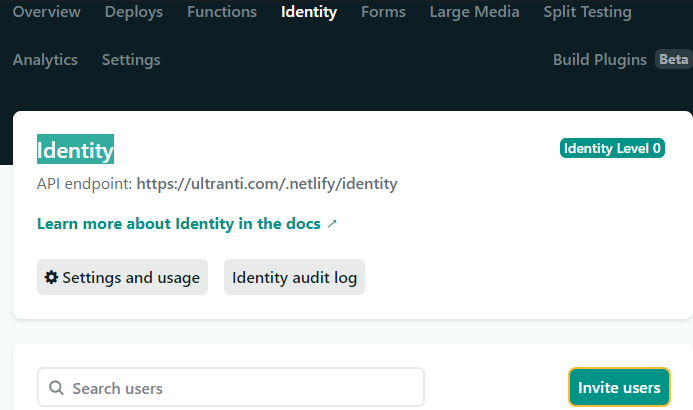 Overview Deploys Functions Identity Forms Large Media Split Testing
Analytics Settings Build Plugins Beta
Identity Identity Level 0
API endpoint: https://ultranti.com/.netlify/identity
Learn more about Identity in the docs ↗
Settings and usage Identity audit log
Search users Invite users